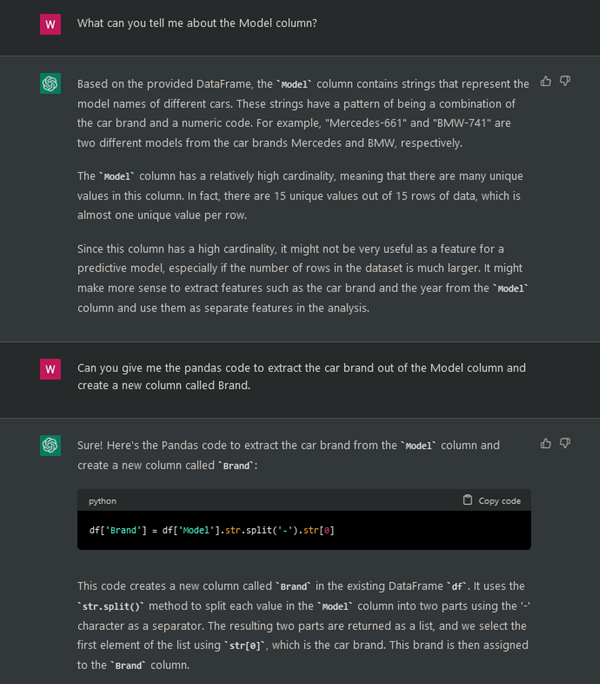 W
What can you tell me about the Model column?
Based on the provided DataFrame, the `Model` column contains strings that represent the
model names of different cars. These strings have a pattern of being a combination of
the car brand and a numeric code. For example, "Mercedes-661" and "BMW-741" are
two different models from the car brands Mercedes and BMW, respectively.
The `Model` column has a relatively high cardinality, meaning that there are many unique
values in this column. In fact, there are 15 unique values out of 15 rows of data, which is
almost one unique value per row.
Since this column has a high cardinality, it might not be very useful as a feature for a
predictive model, especially if the number of rows in the dataset is much larger. It might
make more sense to extract features such as the car brand and the year from the `Model`
column and use them as separate features in the analysis.
W
Can you give me the pandas code to extract the car brand out of the Model column and
create a new column called Brand.
Sure! Here's the Pandas code to extract the car brand from the `Model` column and
create a new column called `Brand`:
python
Copy code
df['Brand'] = df['Model'].str.split('-').str[0]
This code creates a new column called `Brand` in the existing DataFrame `df`. It uses the
`str.split()` method to split each value in the `Model` column into two parts using the '-'
character as a separator. The resulting two parts are returned as a list, and we select the
first element of the list using `str[0]`, which is the car brand. This brand is then assigned
to the `Brand` column.